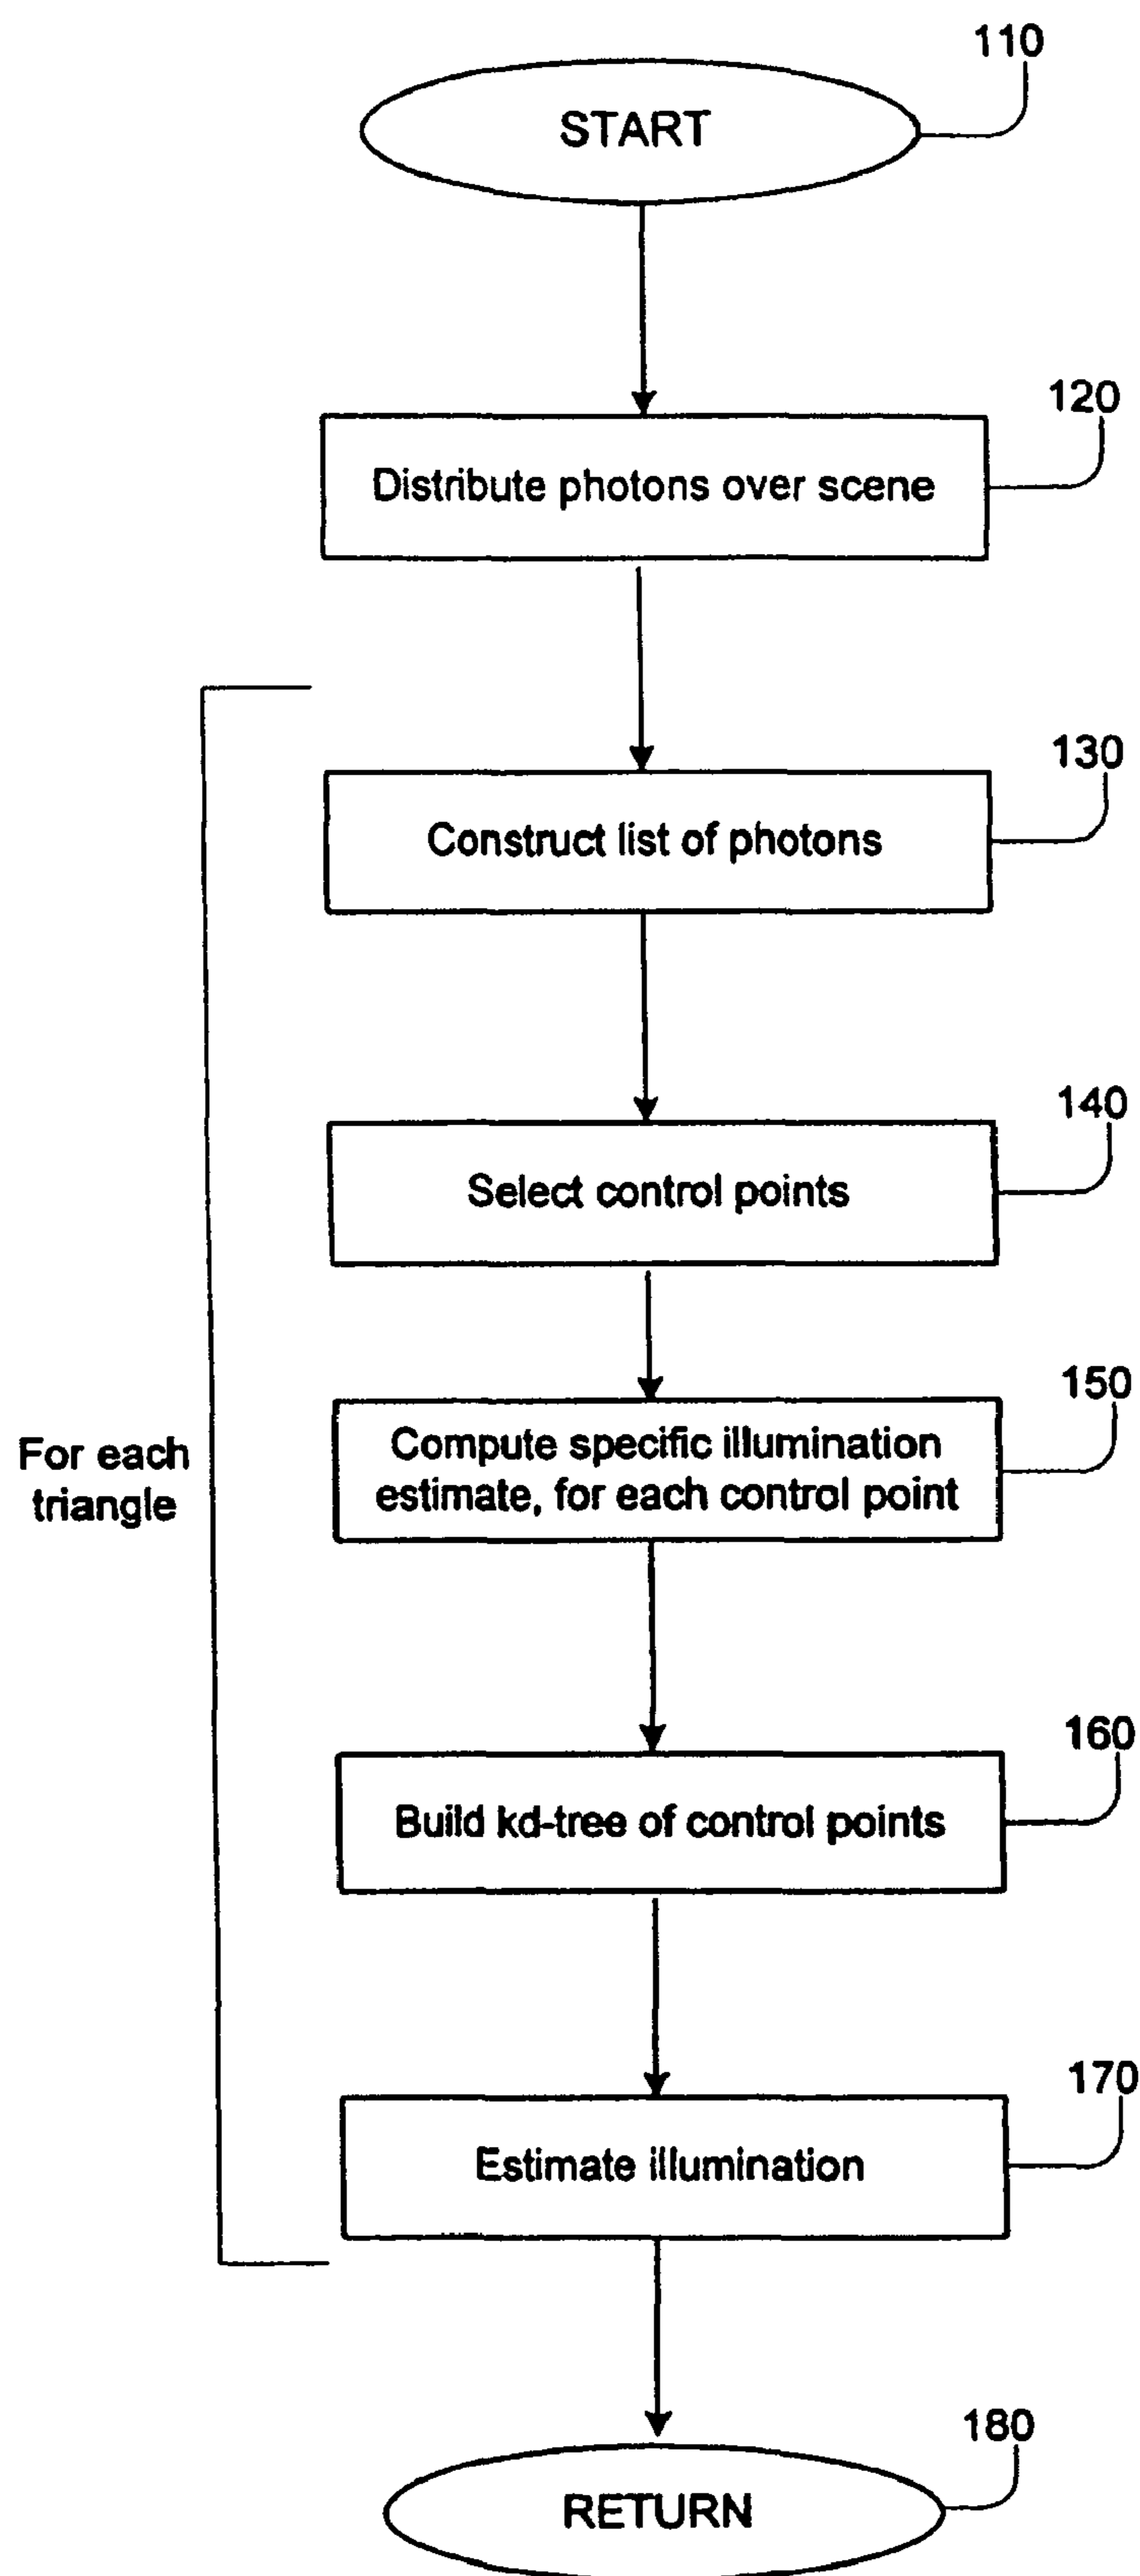 110
START
120
Distribute photons over scene
130
Construct list of photons
140
Select control points
150
For each
triangle
Compute specific illumination
estimate, for each control point
160
Build kd-tree of control points
170
Estimate illumination
180
RETURN